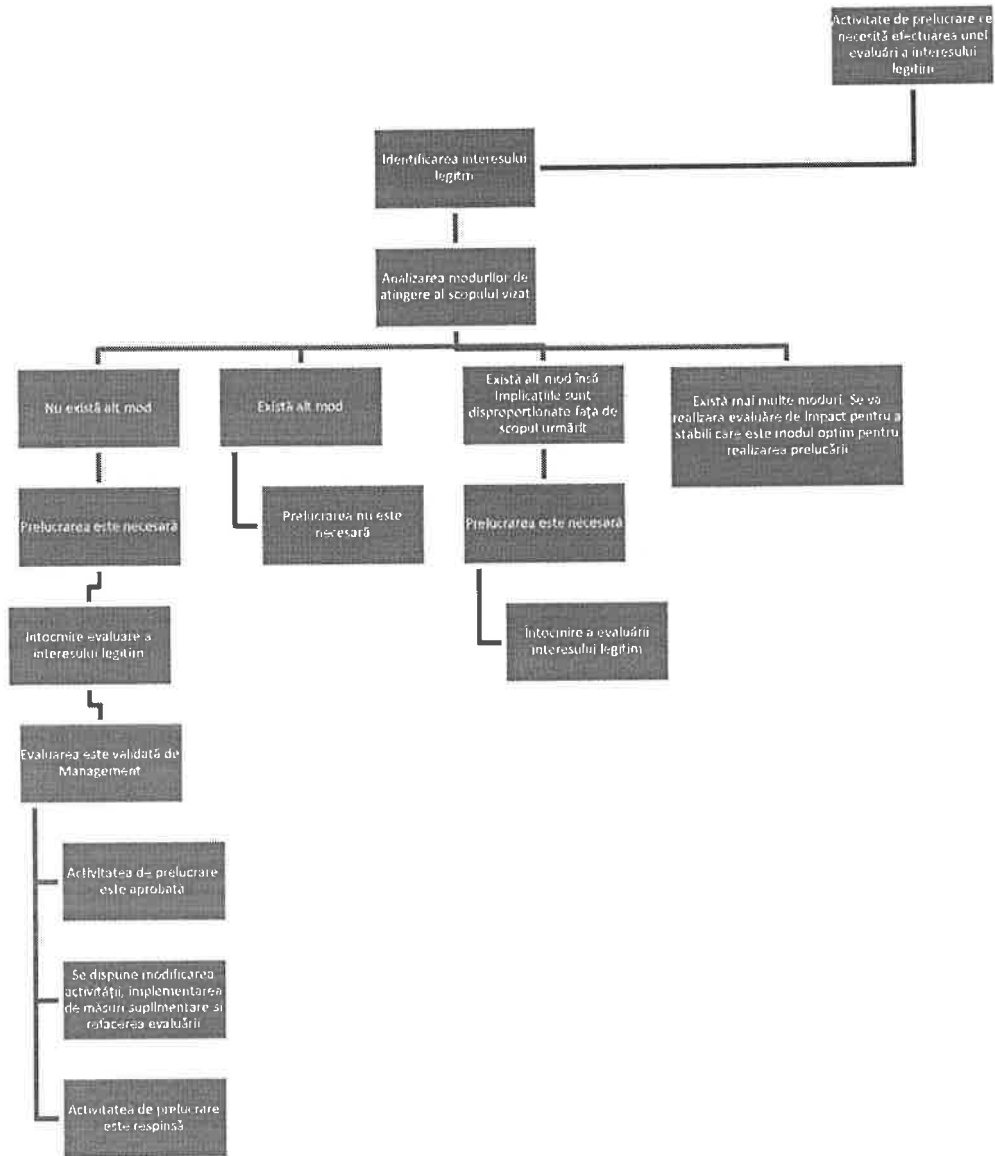 Activitate de prelucrare ce
necesită efectuarea unei
evaluări a interesului
legitim
Identificarea interesului
legitm
Analizarea modurilor de
atingere al scopului vizat
Nu există alt mod
Există alt mod
Există alt mod însă
implicațiile sunt
disproporționate față de
scopul urmărit
Există mai multe moduri. Se va
realizara evaluare de impact pentru a
stabili care este modul optim pentru
realizarea prelucării
Prelucrarea este necesară
Prelucrarea nu este
necesară
Prelucrarea este necesară
Intocmire evaluare a
interesului legitim
Întocmire a evaluării
interesului legitim
Evaluarea este validată de
Management
Activitatea de prelucrare
este aprobată
Se dispune modificarea
activității, implementarea
de măsuri suplimentare si
refacerea evaluării
Activitatea de prelucrare
este respinsă